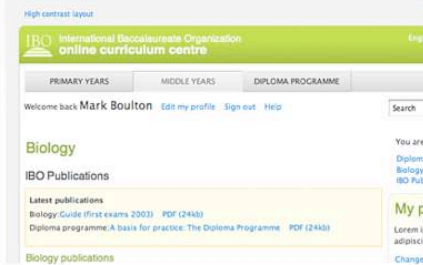 High contrast layout
IBO International Baccalaureate Organization
online curriculum centre
PRIMARY YEARS MIDDLE YEARS DIPLOMA PROGRAMME
Welcome back Mark Boulton Edit my profile Sign out Help Search
Biology
You are
IBO Publications
Biology
IBO Pub
Latest publications
Biology:Guide (first exams 2003) PDF (24kb)
Diploma programme:A basis for practice: The Diploma Programme PDF (24kb)
My p
Lorem i
adipisci
Biology publications
Change